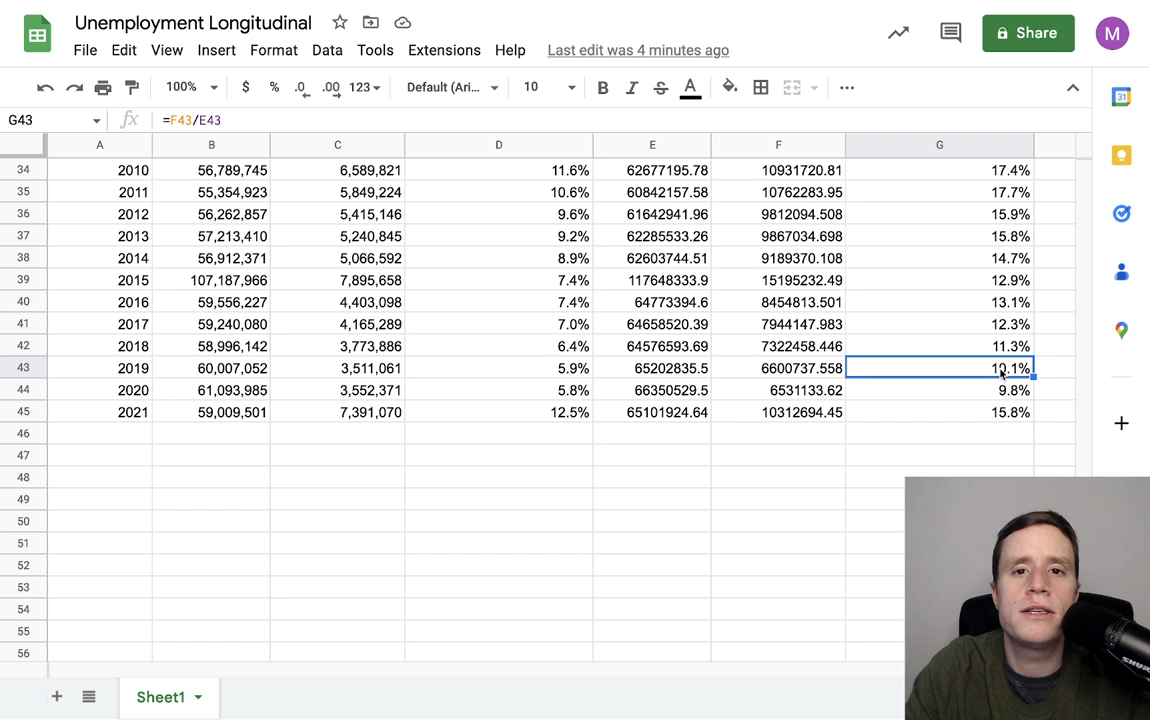 Unemployment Longitudinal
File Edit View Insert Format Data Tools Extensions Help Last edit was 4 minutes ago
Share
M
100% $ % .0 .00 123 Default (Ari... 10 B I S A
G43 fx =F43/E43
31
A B C D E F G
34 2010 56,789,745 6,589,821 11.6% 62677195.78 10931720.81 17.4%
35 2011 55,354,923 5,849,224 10.6% 60842157.58 10762283.95 17.7%
36 2012 56,262,857 5,415,146 9.6% 61642941.96 9812094.508 15.9%
37 2013 57,213,410 5,240,845 9.2% 62285533.26 9867034.698 15.8%
38 2014 56,912,371 5,066,592 8.9% 62603744.51 9189370.108 14.7%
39 2015 107,187,966 7,895,658 7.4% 117648333.9 15195232.49 12.9%
40 2016 59,556,227 4,403,098 7.4% 64773394.6 8454813.501 13.1%
41 2017 59,240,080 4,165,289 7.0% 64658520.39 7944147.983 12.3%
42 2018 58,996,142 3,773,886 6.4% 64576593.69 7322458.446 11.3%
43 2019 60,007,052 3,511,061 5.9% 65202835.5 6600737.558 10.1%
44 2020 61,093,985 3,552,371 5.8% 66350529.5 6531133.62 9.8%
45 2021 59,009,501 7,391,070 12.5% 65101924.64 10312694.45 15.8%
46
47
48
49
50
51
52
53
54
55
56
Sheet1
SHURE